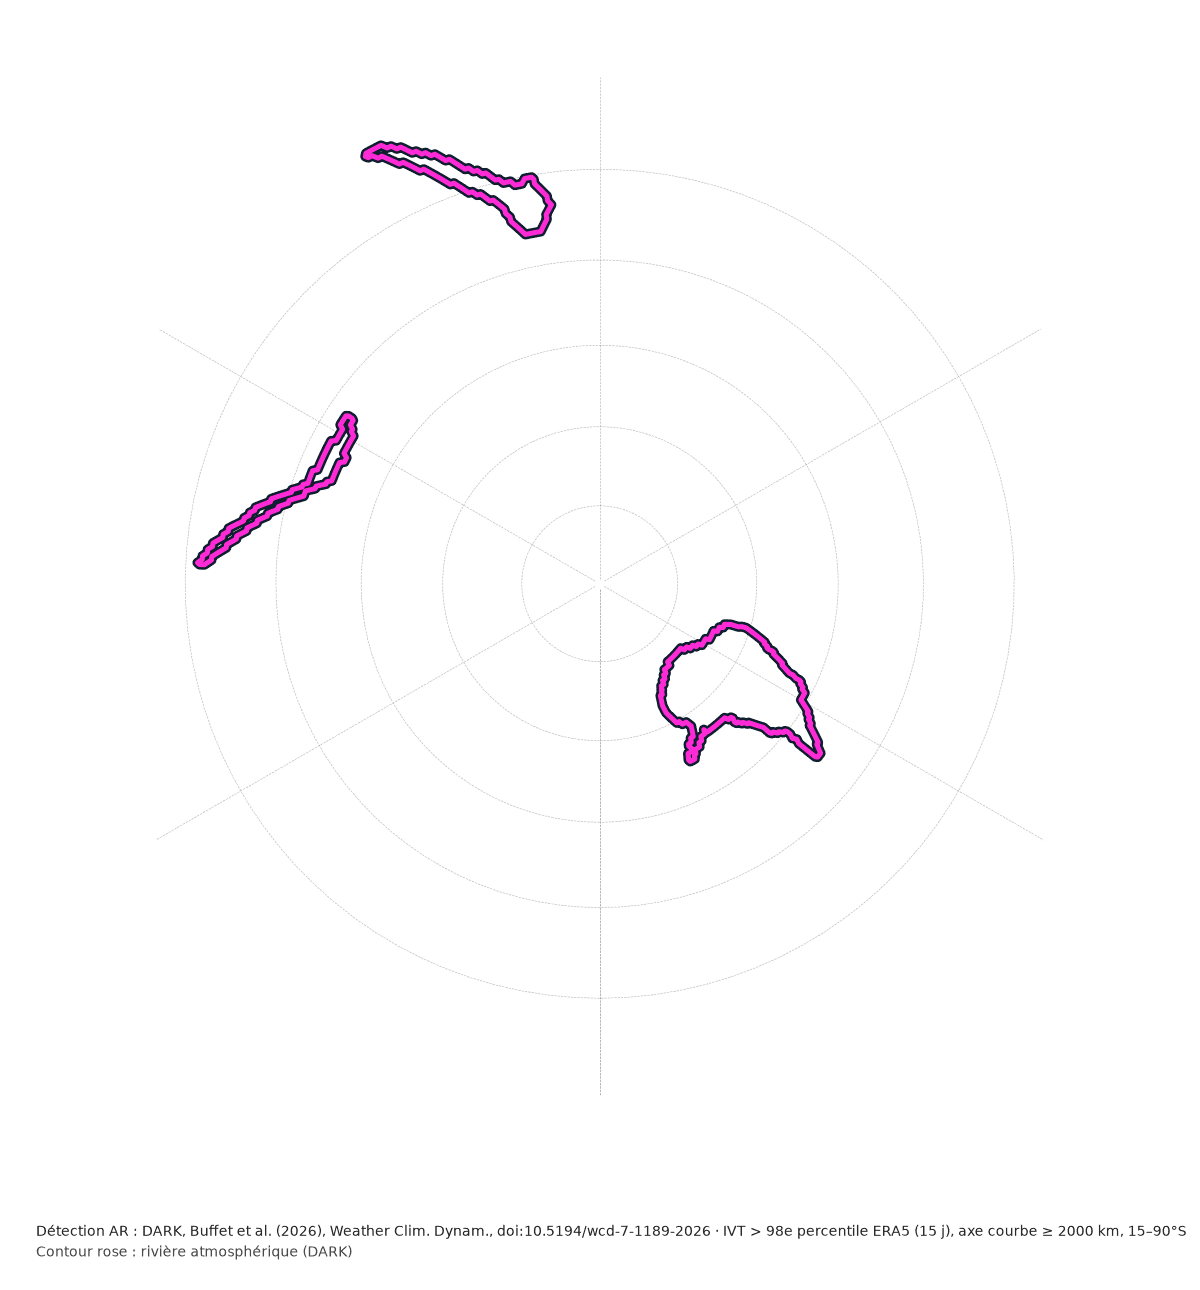 Détection AR : DARK, Buffet et al. (2026), Weather Clim. Dynam., doi:10.5194/wcd-7-1189-2026 · IVT > 98e percentile ERA5 (15 j), axe courbe ≥ 2000 km, 15–90°S
Contour rose : rivière atmosphérique (DARK)